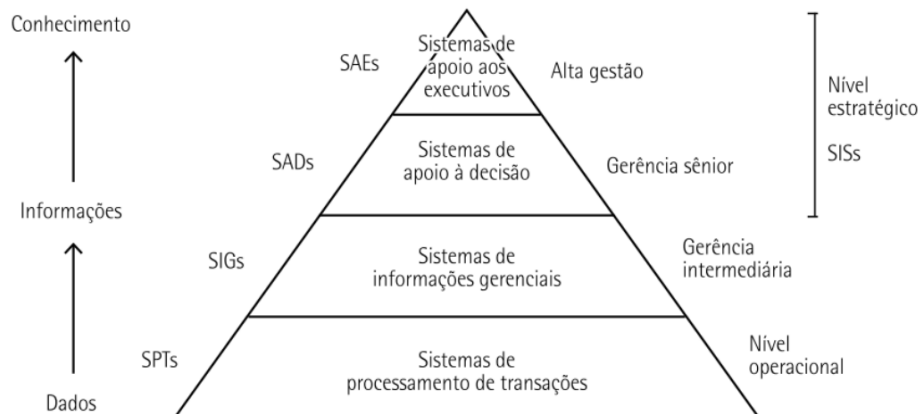 Conhecimento
Sistemas de
apoio aos
executivos
SAEs
Alta gestão
Nível
estratégico
SISs
Sistemas de
apoio à decisão
SADs
Gerência sênior
Informações
Gerência
intermediária
SIGs
Sistemas de
informações gerenciais
Nível
operacional
SPTs
Sistemas de
processamento de transações
Dados